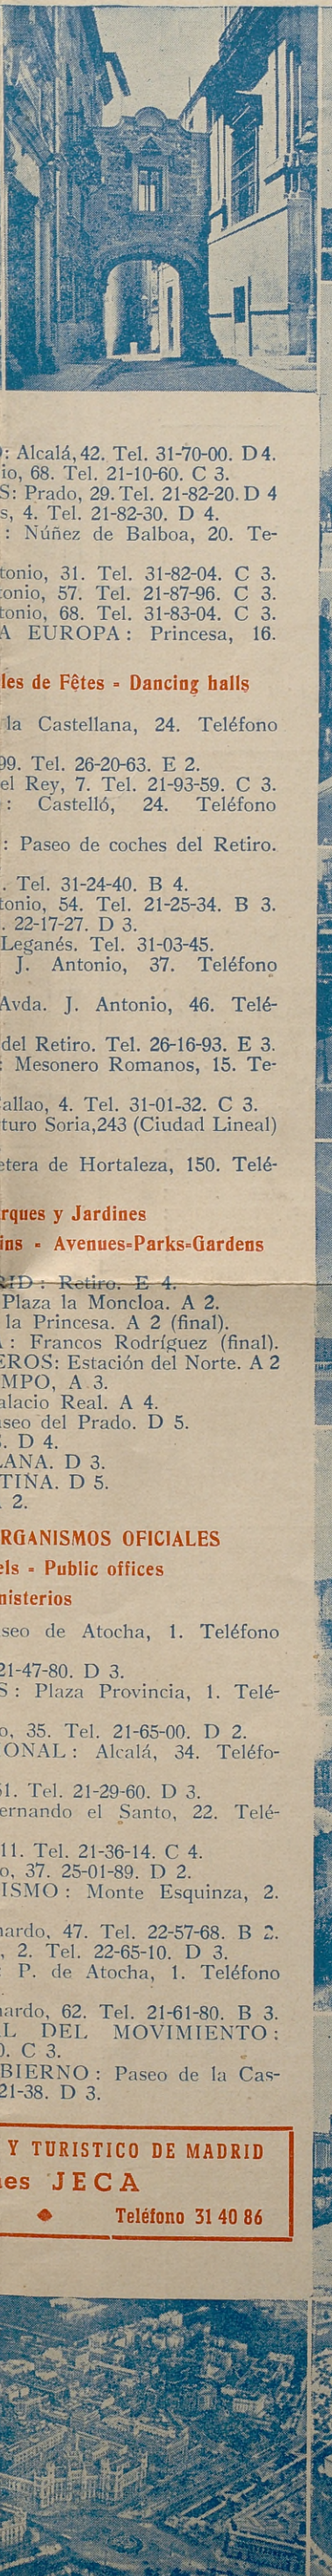 : Alcalá, 42. Tel. 31-70-00. D 4.
io, 68. Tel. 21-10-60. C 3.
S: Prado, 29. Tel. 21-82-20. D 4
s, 4. Tel. 21-82-30. D 4.
: Núñez de Balboa, 20. Te-
tonio, 31. Tel. 31-82-04. C 3.
tonio, 57. Tel. 21-87-96. C 3.
tonio, 68. Tel. 31-83-04. C 3.
A EUROPA: Princesa, 16.
les de Fêtes - Dancing halls
la Castellana, 24. Teléfono
99. Tel. 26-20-63. E 2.
el Rey, 7. Tel. 21-93-59. C 3.
: Castelló, 24. Teléfono
: Paseo de coches del Retiro.
. Tel. 31-24-40. B 4.
tonio, 54. Tel. 21-25-34. B 3.
. 22-17-27. D 3.
Leganés. Tel. 31-03-45.
J. Antonio, 37. Teléfono
Avda. J. Antonio, 46. Telé-
del Retiro. Tel. 26-16-93. E 3.
: Mesonero Romanos, 15. Te-
allao, 4. Tel. 31-01-32. C 3.
turo Soria, 243 (Ciudad Lineal)
etera de Hortaleza, 150. Telé-
rques y Jardines
ins - Avenues-Parks-Gardens
RID: Retiro. E 4.
Plaza la Moncloa. A 2.
la Princesa. A 2 (final).
A: Francos Rodríguez (final).
EROS: Estación del Norte. A 2
MPO, A 3.
alacio Real. A 4.
aseo del Prado. D 5.
. D 4.
LANA. D 3.
TINA. D 5.
2.
RGANISMOS OFICIALES
els - Public offices
nisterios
seo de Atocha, 1. Teléfono
21-47-80. D 3.
S: Plaza Provincia, 1. Telé-
o, 35. Tel. 21-65-00. D 2.
ONAL: Alcalá, 34. Teléfo-
51. Tel. 21-29-60. D 3.
ernando el Santo, 22. Telé-
11. Tel. 21-36-14. C 4.
o, 37. 25-01-89. D 2.
ISMO: Monte Esquinza, 2.
nardo, 47. Tel. 22-57-68. B 2.
, 2. Tel. 22-65-10. D 3.
: P. de Atocha, 1. Teléfono
nardo, 62. Tel. 21-61-80. B 3.
L DEL MOVIMIENTO:
0. C 3.
BIERNO: Paseo de la Cas-
21-38. D 3.
Y TURISTICO DE MADRID
nes JECA
Teléfono 31 40 86